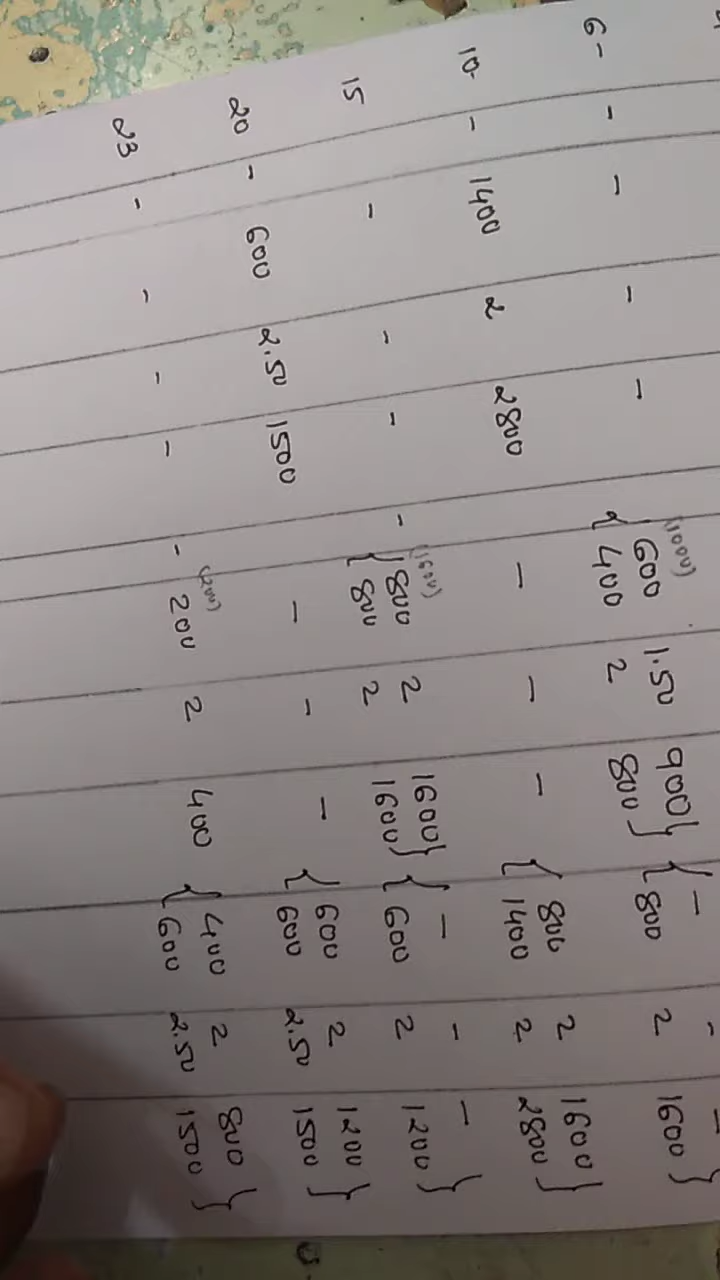 6- - - - - (1000) { 600 1.50 900 } { - - -
400 2 800 } 800 2 1600 }
10- - 1400 2 2800 - - - { 800 2 1600
1400 2 2800 }
15 - - - - (1600) { 800 2 1600 } { - - -
800 2 1600 } 600 2 1200 }
20 - 600 2.50 1500 - - - { 600 2 1200
600 2.50 1500 }
23 - - - - - (200) 200 2 400 { 400 2 800
600 2.50 1500 }